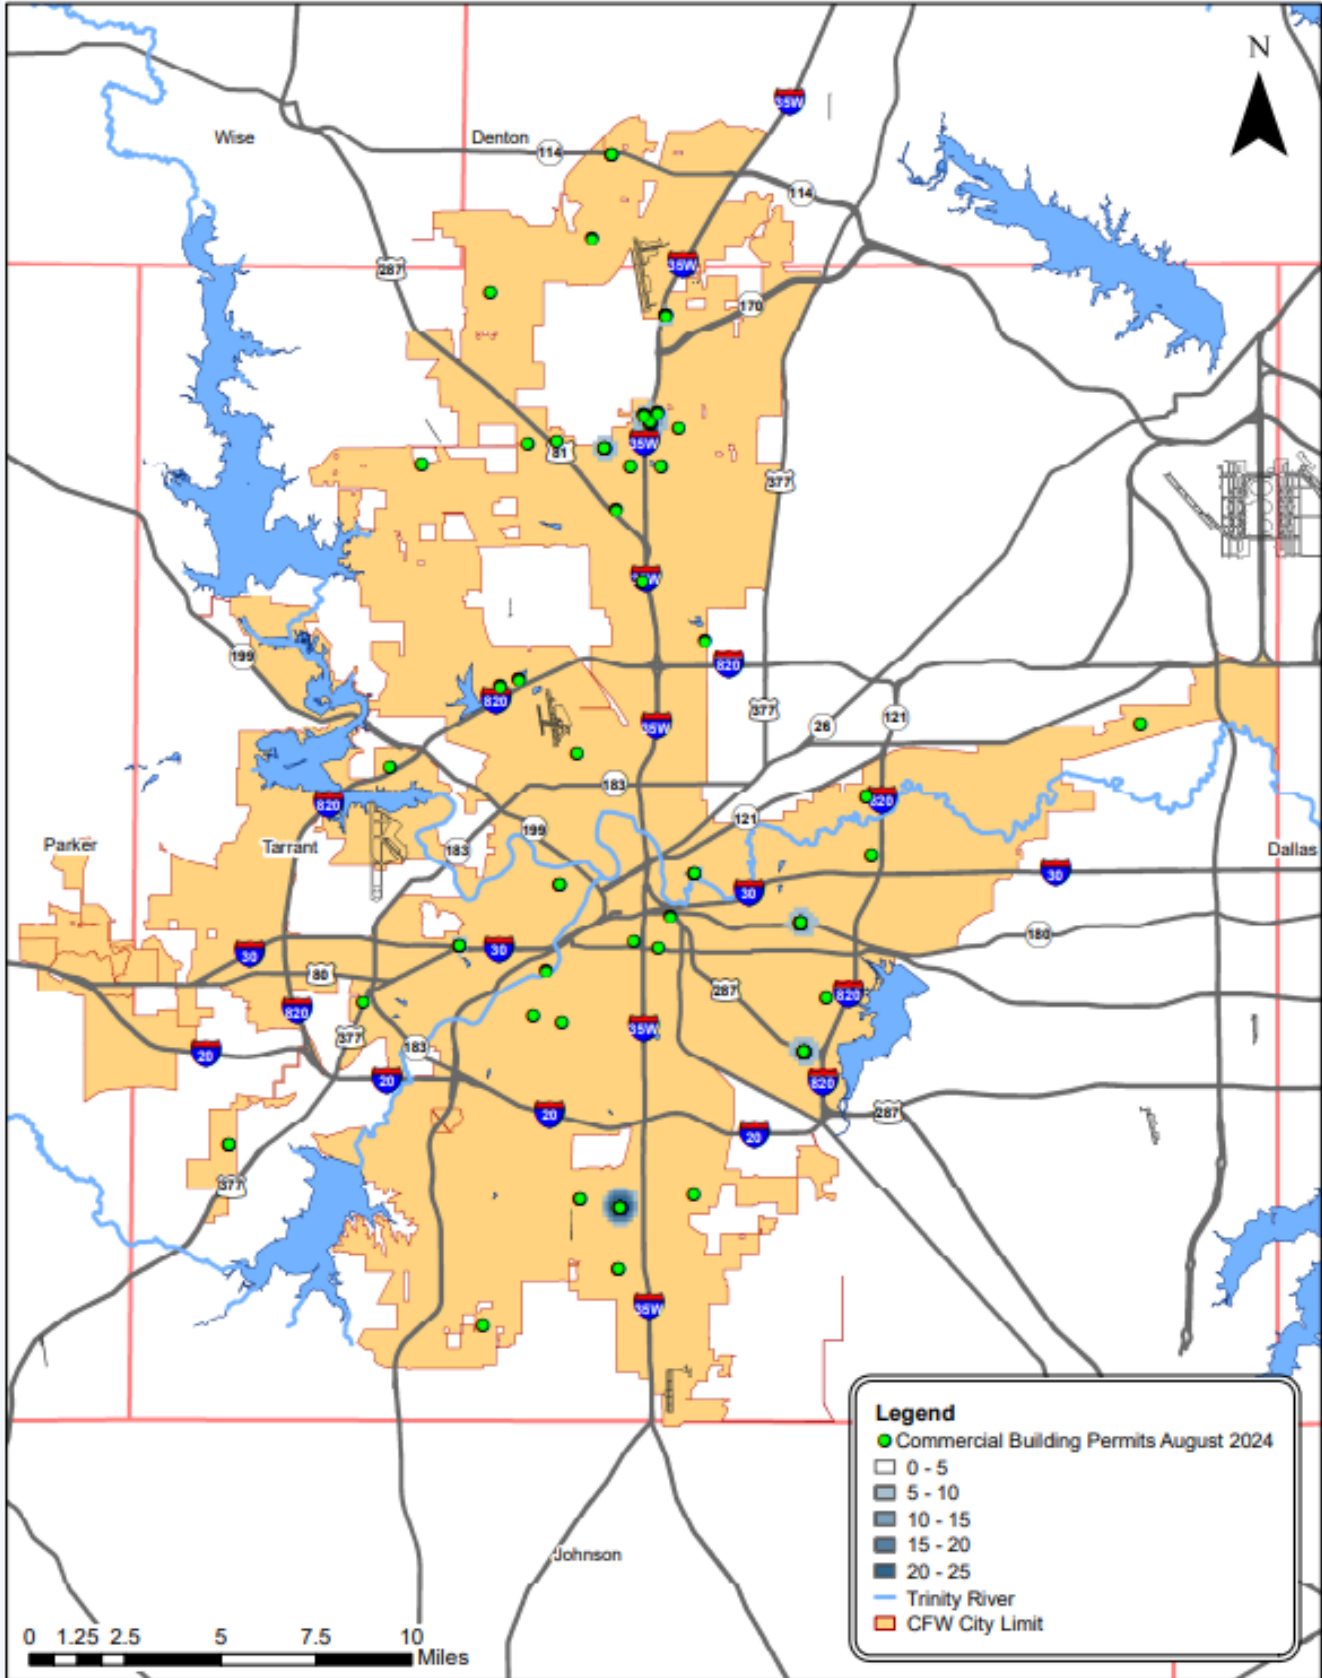 N
35W
Wise
Denton
114
114
287
35W
170
35W
81
377
35W
199
820
820
377
26
121
35W
183
820
820
121
199
Parker
Tarrant
183
Dallas
30
30
180
30
30
80
287
820
820
377
35W
183
20
20
820
20
287
20
377
35W
Legend
Commercial Building Permits August 2024
0 - 5
5 - 10
10 - 15
15 - 20
20 - 25
Trinity River
CFW City Limit
Johnson
0 1.25 2.5 5 7.5 10
Miles